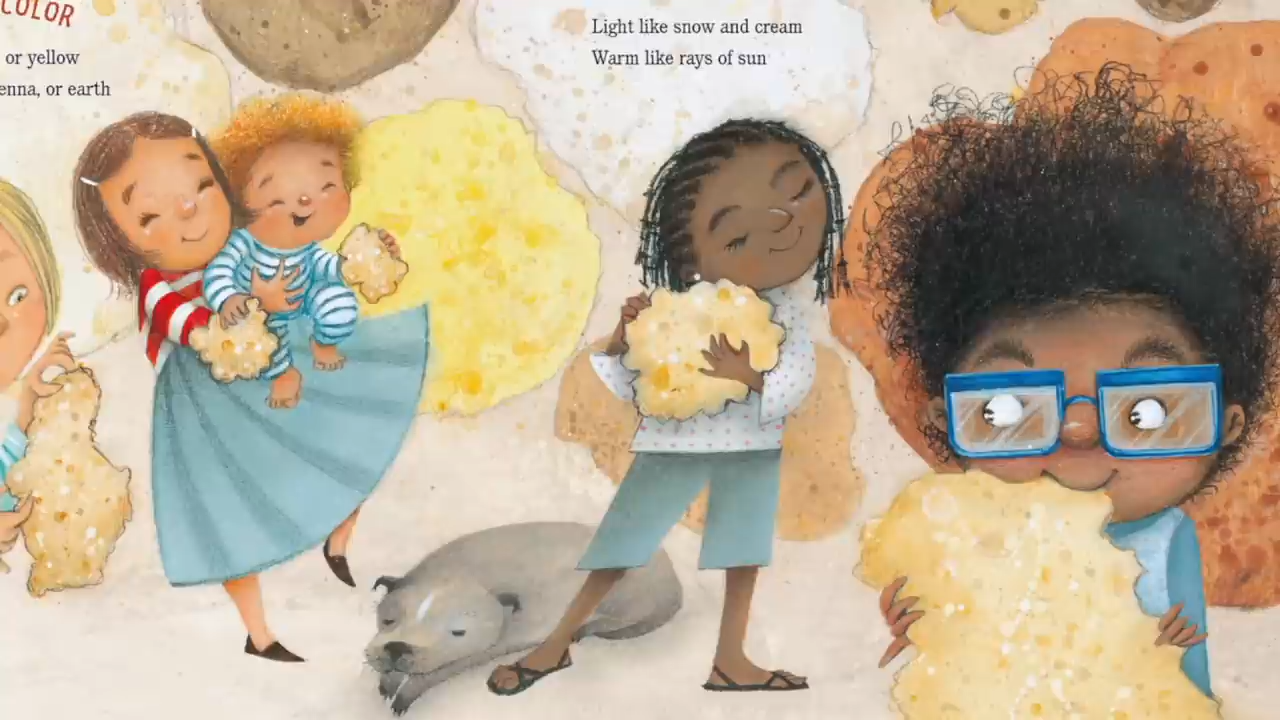 COLOR
or yellow
enna, or earth
Light like snow and cream
Warm like rays of sun